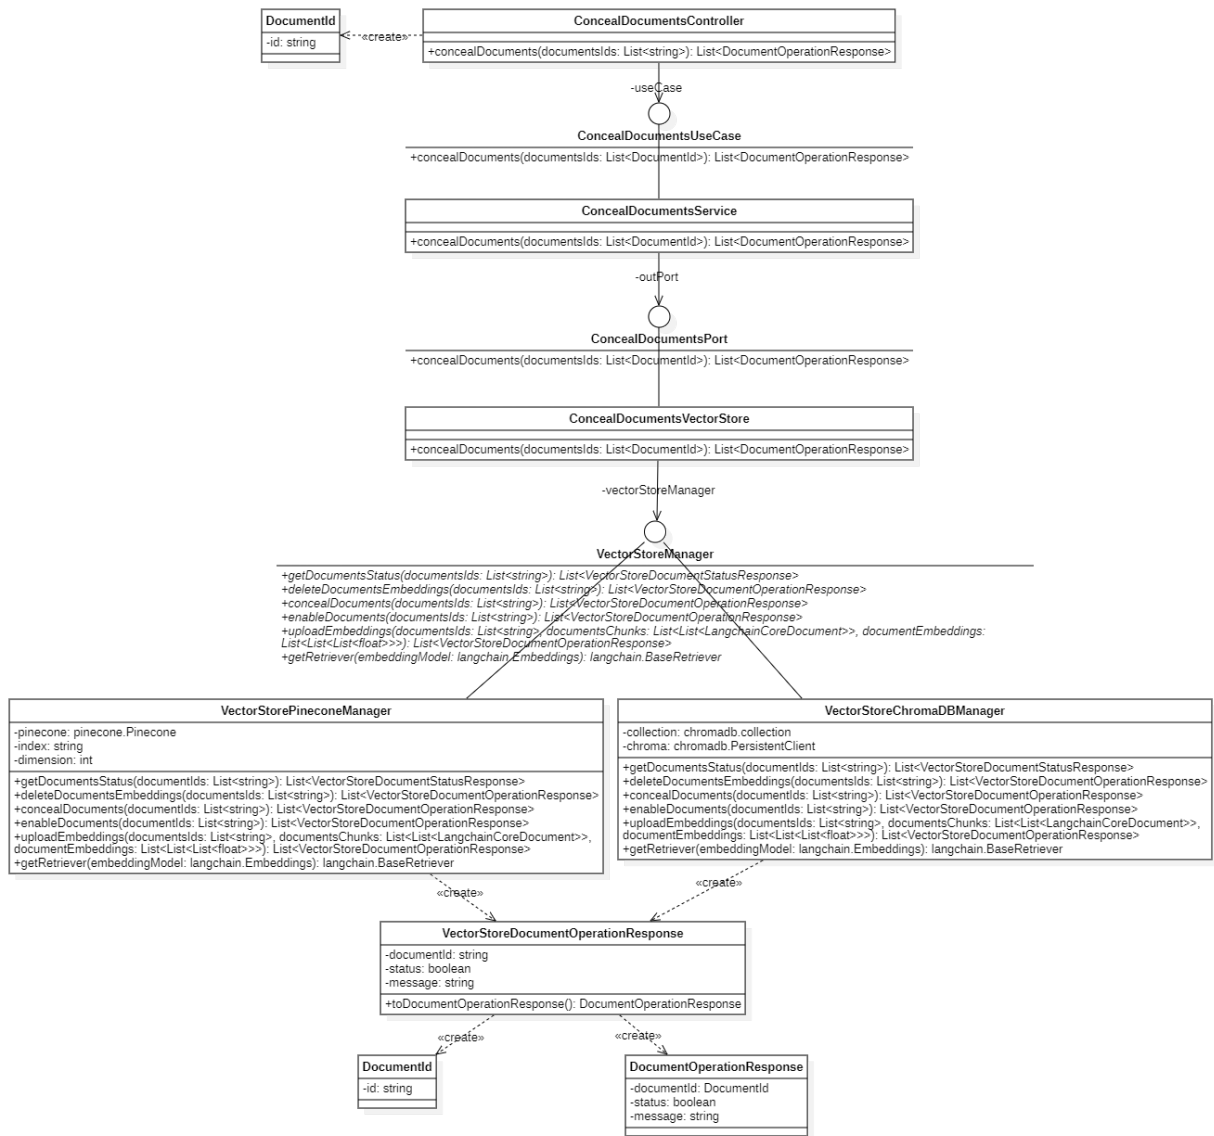 DocumentId
-id: string
«create»
ConcealDocumentsController
+concealDocuments(documentsIds: List<string>): List<DocumentOperationResponse>
-useCase
ConcealDocumentsUseCase
+concealDocuments(documentsIds: List<DocumentId>): List<DocumentOperationResponse>
ConcealDocumentsService
+concealDocuments(documentsIds: List<DocumentId>): List<DocumentOperationResponse>
-outPort
ConcealDocumentsPort
+concealDocuments(documentsIds: List<DocumentId>): List<DocumentOperationResponse>
ConcealDocumentsVectorStore
+concealDocuments(documentsIds: List<DocumentId>): List<DocumentOperationResponse>
-vectorStoreManager
VectorStoreManager
+getDocumentsStatus(documentsIds: List<string>): List<VectorStoreDocumentStatusResponse>
+deleteDocumentsEmbeddings(documentsIds: List<string>): List<VectorStoreDocumentOperationResponse>
+concealDocuments(documentsIds: List<string>): List<VectorStoreDocumentOperationResponse>
+enableDocuments(documentsIds: List<string>): List<VectorStoreDocumentOperationResponse>
+uploadEmbeddings(documentsIds: List<string>, documentsChunks: List<List<LangchainCoreDocument>>, documentEmbeddings:
List<List<List<float>>>): List<VectorStoreDocumentOperationResponse>
+getRetriever(embeddingModel: langchain.Embeddings): langchain.BaseRetriever
VectorStorePineconeManager
-pinecone: pinecone.Pinecone
-index: string
-dimension: int
+getDocumentsStatus(documentIds: List<string>): List<VectorStoreDocumentStatusResponse>
+deleteDocumentsEmbeddings(documentsIds: List<string>): List<VectorStoreDocumentOperationResponse>
+concealDocuments(documentIds: List<string>): List<VectorStoreDocumentOperationResponse>
+enableDocuments(documentIds: List<string>): List<VectorStoreDocumentOperationResponse>
+uploadEmbeddings(documentsIds: List<string>, documentsChunks: List<List<LangchainCoreDocument>>,
documentEmbeddings: List<List<List<float>>>): List<VectorStoreDocumentOperationResponse>
+getRetriever(embeddingModel: langchain.Embeddings): langchain.BaseRetriever
VectorStoreChromaDBManager
-collection: chromadb.collection
-chroma: chromadb.PersistentClient
+getDocumentsStatus(documentIds: List<string>): List<VectorStoreDocumentStatusResponse>
+deleteDocumentsEmbeddings(documentsIds: List<string>): List<VectorStoreDocumentOperationResponse>
+concealDocuments(documentIds: List<string>): List<VectorStoreDocumentOperationResponse>
+enableDocuments(documentIds: List<string>): List<VectorStoreDocumentOperationResponse>
+uploadEmbeddings(documentsIds: List<string>, documentsChunks: List<List<LangchainCoreDocument>>,
documentEmbeddings: List<List<List<float>>>): List<VectorStoreDocumentOperationResponse>
+getRetriever(embeddingModel: langchain.Embeddings): langchain.BaseRetriever
«create»
«create»
VectorStoreDocumentOperationResponse
-documentId: string
-status: boolean
-message: string
+toDocumentOperationResponse(): DocumentOperationResponse
«create»
«create»
DocumentId
-id: string
DocumentOperationResponse
-documentId: DocumentId
-status: boolean
-message: string